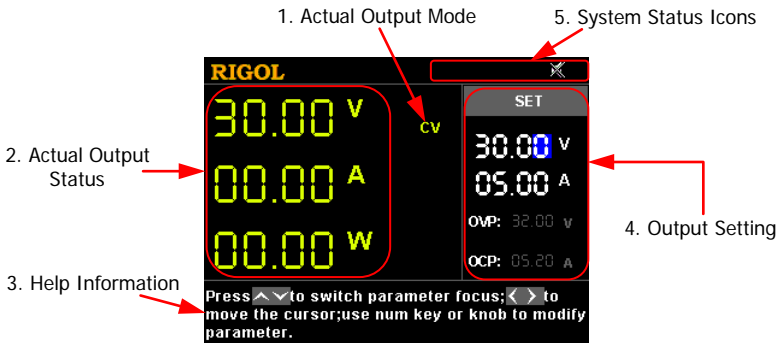 1. Actual Output Mode
5. System Status Icons
RIGOL
30.00 V
CV
00.00 A
00.00 W
SET
30.00 V
05.00 A
OVP: 32.00 V
OCP: 05.20 A
2. Actual Output
Status
4. Output Setting
3. Help Information
Press to switch parameter focus; to
move the cursor;use num key or knob to modify
parameter.